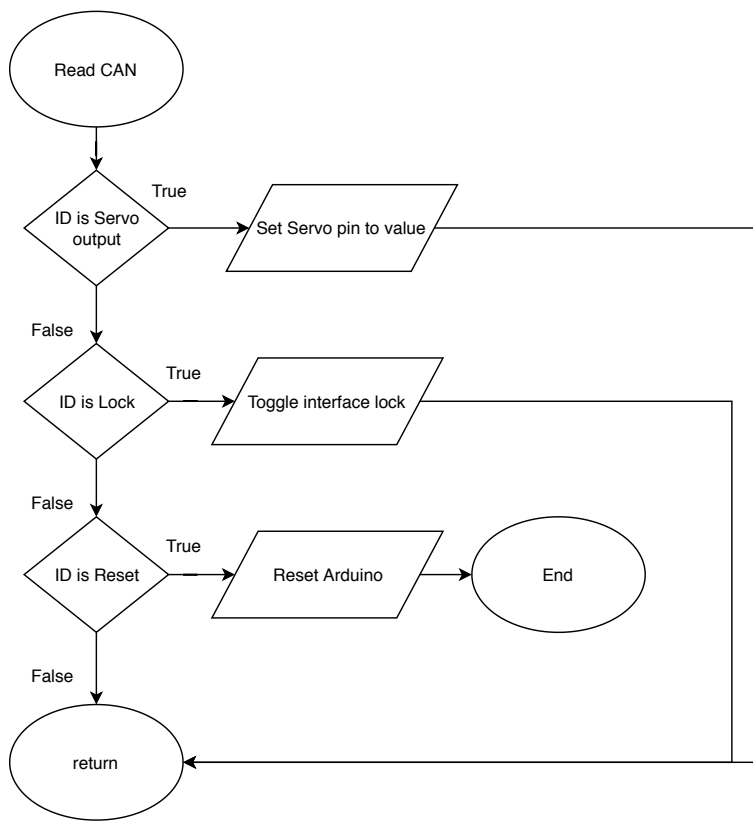 Read CAN
True
ID is Servo
output
Set Servo pin to value
False
True
ID is Lock
Toggle interface lock
False
True
ID is Reset
Reset Arduino
End
False
return